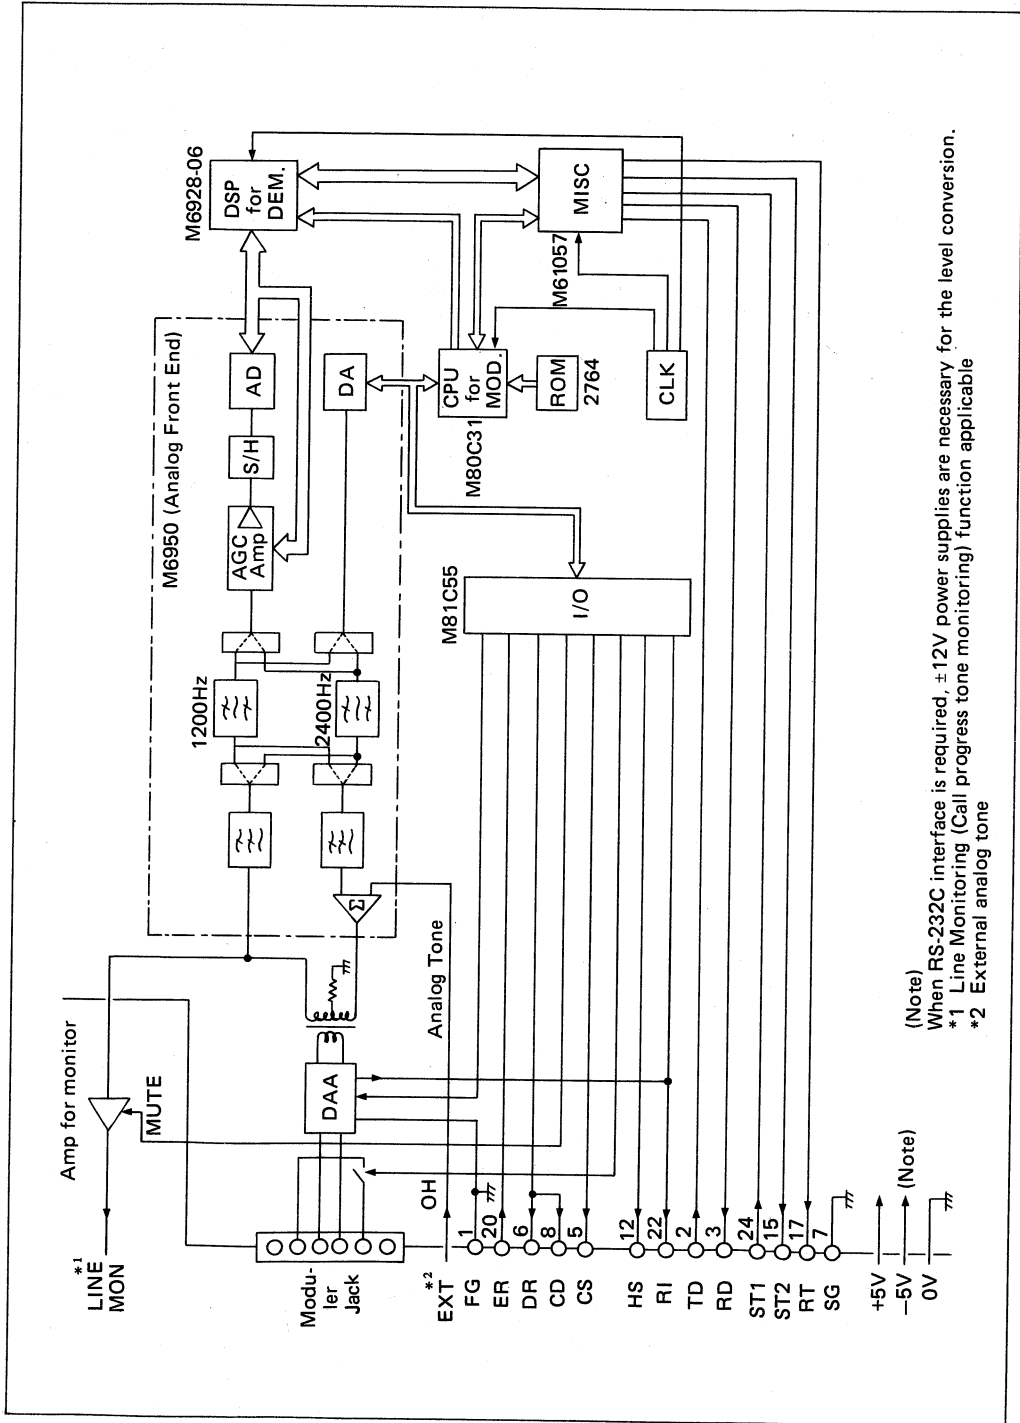 Amp for monitor
*1
LINE
MON
MUTE
Modu-
ler
Jack
DAA
OH
Analog Tone
M6950 (Analog Front End)
Σ
1200Hz
2400Hz
AGC
Amp
S/H
AD
DA
M6928-06
DSP
for
DEM.
M80C31
CPU
for
MOD.
ROM
2764
M61057
MISC
CLK
M81C55
I/O
*2
EXT
FG 1
ER 20
DR 6
CD 8
CS 5
HS 12
RI 22
TD 2
RD 3
ST1 24
ST2 15
RT 17
SG 7
+5V
−5V (Note)
0V
(Note)
When RS-232C interface is required, ±12V power supplies are necessary for the level conversion.
*1 Line Monitoring (Call progress tone monitoring) function applicable
*2 External analog tone